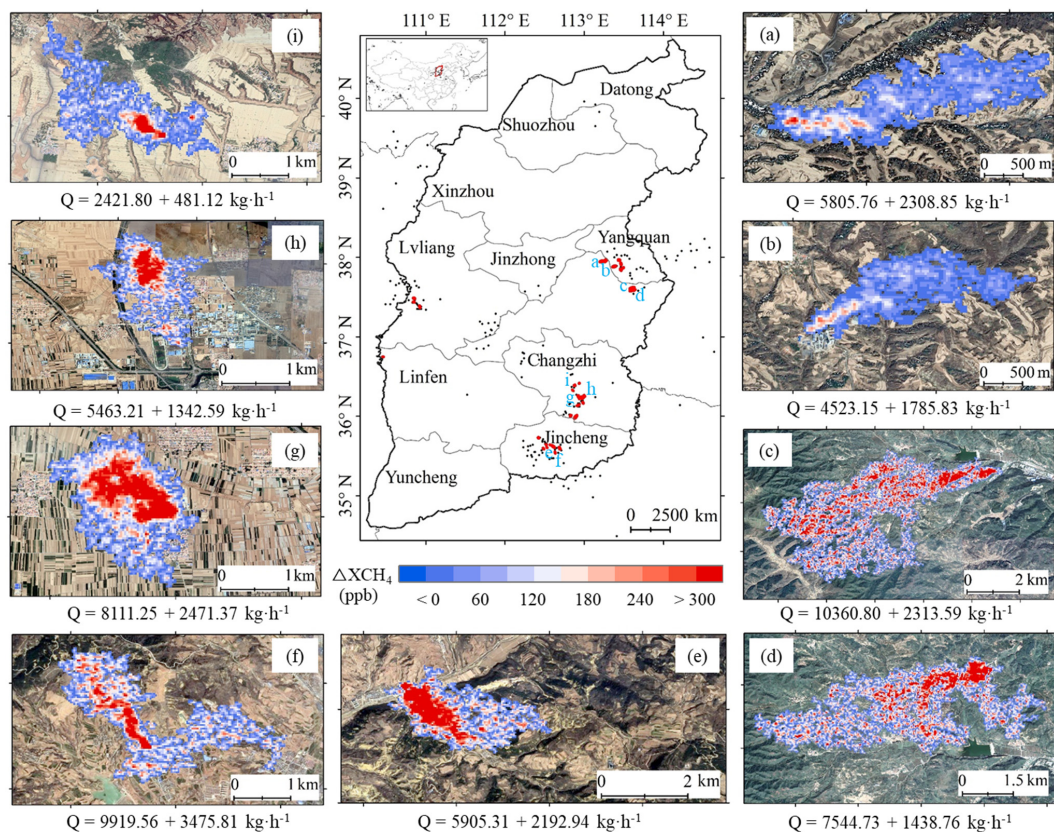 111° E 112° E 113° E 114° E
40° N
39° N
38° N
37° N
36° N
35° N
Datong
Shuozhou
Xinzhou
Yangquan
Lvliang
Jinzhong
a
b
c
d
Changzhi
Linfen
i
h
g
Jincheng
e
f
Yuncheng
0 2500 km
△XCH₄
(ppb)
< 0 60 120 180 240 > 300
(i)
0 1 km
Q = 2421.80 + 481.12 kg·h⁻¹
(h)
0 1 km
Q = 5463.21 + 1342.59 kg·h⁻¹
(g)
0 1 km
Q = 8111.25 + 2471.37 kg·h⁻¹
(f)
0 1 km
Q = 9919.56 + 3475.81 kg·h⁻¹
(e)
0 2 km
Q = 5905.31 + 2192.94 kg·h⁻¹
(a)
0 500 m
Q = 5805.76 + 2308.85 kg·h⁻¹
(b)
0 500 m
Q = 4523.15 + 1785.83 kg·h⁻¹
(c)
0 2 km
Q = 10360.80 + 2313.59 kg·h⁻¹
(d)
0 1.5 km
Q = 7544.73 + 1438.76 kg·h⁻¹